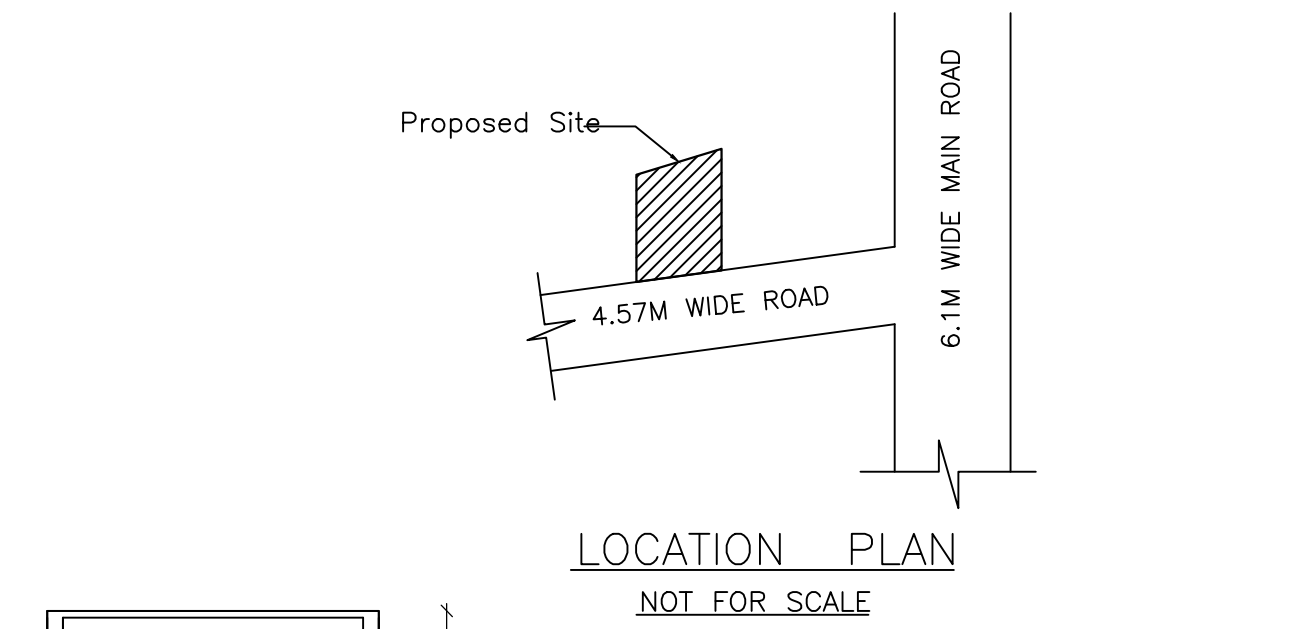 6.1M WIDE MAIN ROAD
Proposed Site
4.57M WIDE ROAD
LOCATION PLAN
NOT FOR SCALE